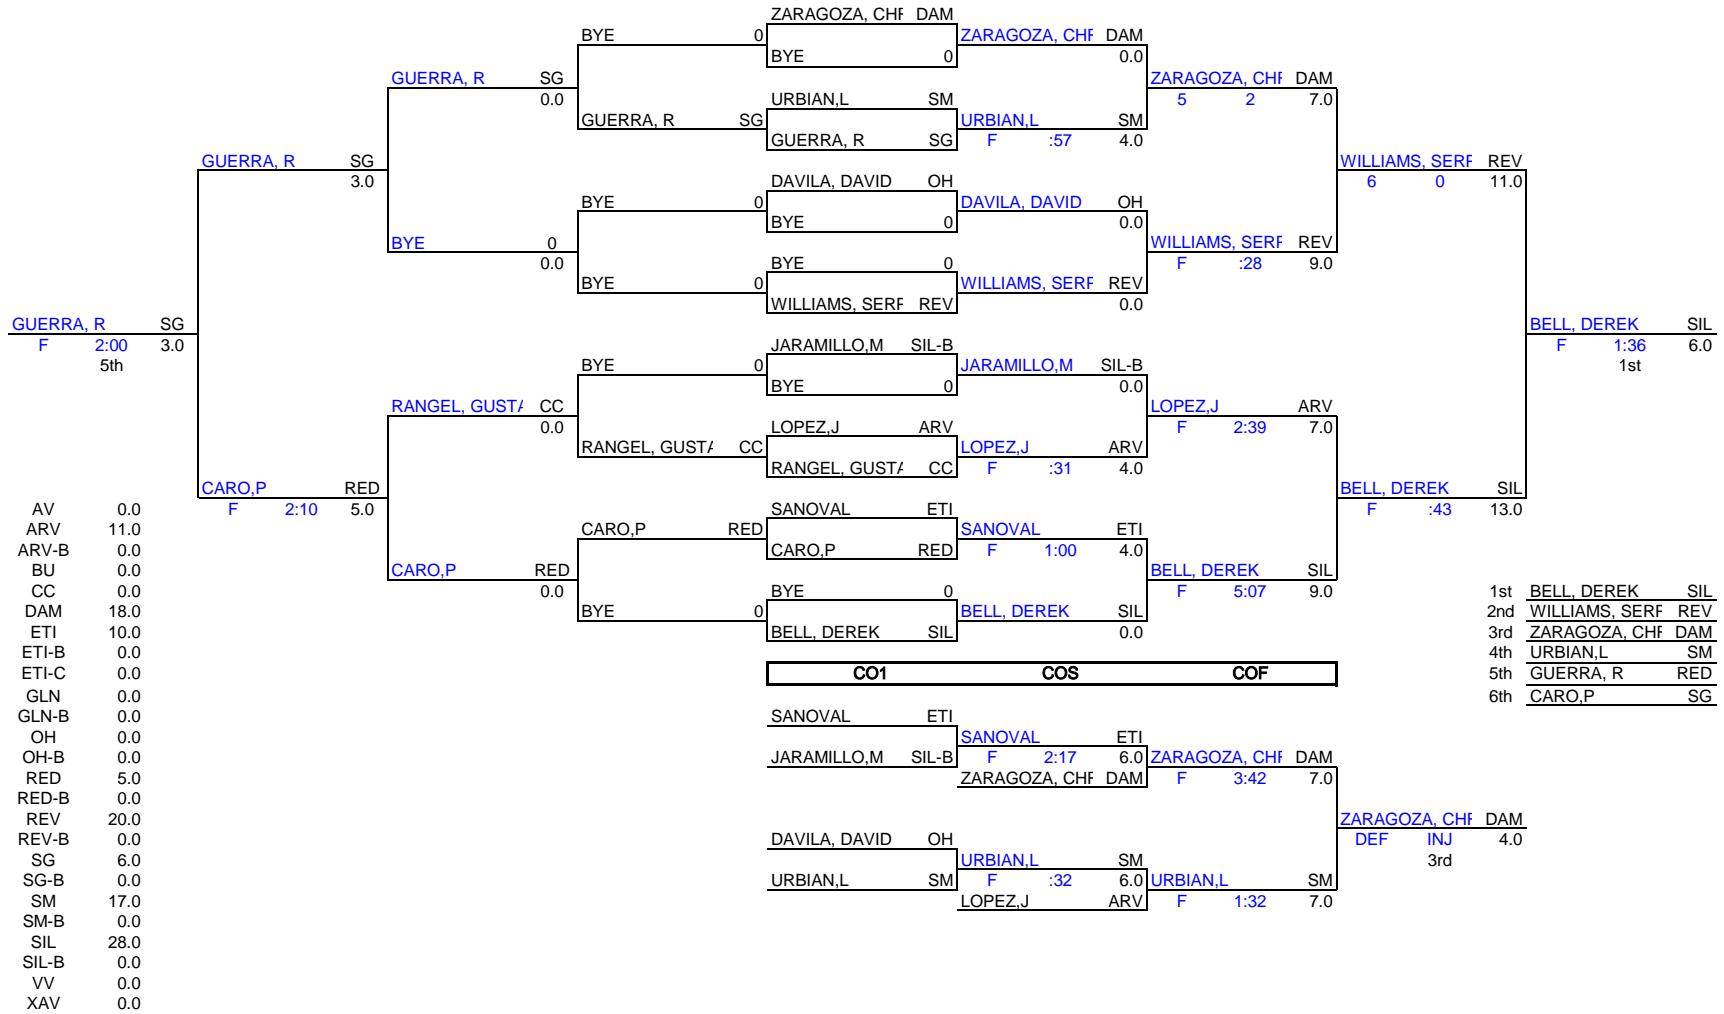 ZARAGOZA, CHF DAM
BYE 0 ZARAGOZA, CHF DAM
BYE 0 0.0
GUERRA, R SG ZARAGOZA, CHF DAM
0.0 URBIAN,L SM 5 2 7.0
GUERRA, R SG URBIAN,L SM
GUERRA, R SG F :57 4.0
GUERRA, R SG WILLIAMS, SERF REV
3.0 DAVILA, DAVID OH 6 0 11.0
BYE 0 DAVILA, DAVID OH
BYE 0 0.0
BYE 0 WILLIAMS, SERF REV
0.0 BYE 0 F :28 9.0
BYE 0 WILLIAMS, SERF REV
WILLIAMS, SERF REV 0.0
GUERRA, R SG BELL, DEREK SIL
F 2:00 3.0 JARAMILLO,M SIL-B F 1:36 6.0
5th BYE 0 JARAMILLO,M SIL-B 1st
BYE 0 0.0
RANGEL, GUSTA CC LOPEZ,J ARV
0.0 LOPEZ,J ARV F 2:39 7.0
RANGEL, GUSTA CC LOPEZ,J ARV
RANGEL, GUSTA CC F :31 4.0
CARO,P RED BELL, DEREK SIL
AV 0.0 F 2:10 5.0 SANOVAL ETI F :43 13.0
ARV 11.0 CARO,P RED SANOVAL ETI
ARV-B 0.0 CARO,P RED F 1:00 4.0
BU 0.0 CARO,P RED BELL, DEREK SIL
CC 0.0 0.0 BYE 0 F 5:07 9.0 1st BELL, DEREK SIL
DAM 18.0 BYE 0 BELL, DEREK SIL 2nd WILLIAMS, SERF REV
ETI 10.0 BELL, DEREK SIL 0.0 3rd ZARAGOZA, CHF DAM
ETI-B 0.0 4th URBIAN,L SM
ETI-C 0.0 CO1 COS COF 5th GUERRA, R RED
GLN 0.0 6th CARO,P SG
GLN-B 0.0 SANOVAL ETI
OH 0.0 SANOVAL ETI
OH-B 0.0 JARAMILLO,M SIL-B F 2:17 6.0 ZARAGOZA, CHF DAM
RED 5.0 ZARAGOZA, CHF DAM F 3:42 7.0
RED-B 0.0
REV 20.0 ZARAGOZA, CHF DAM
REV-B 0.0 DAVILA, DAVID OH DEF INJ 4.0
SG 6.0 URBIAN,L SM 3rd
SG-B 0.0 URBIAN,L SM F :32 6.0 URBIAN,L SM
SM 17.0 LOPEZ,J ARV F 1:32 7.0
SM-B 0.0
SIL 28.0
SIL-B 0.0
VV 0.0
XAV 0.0